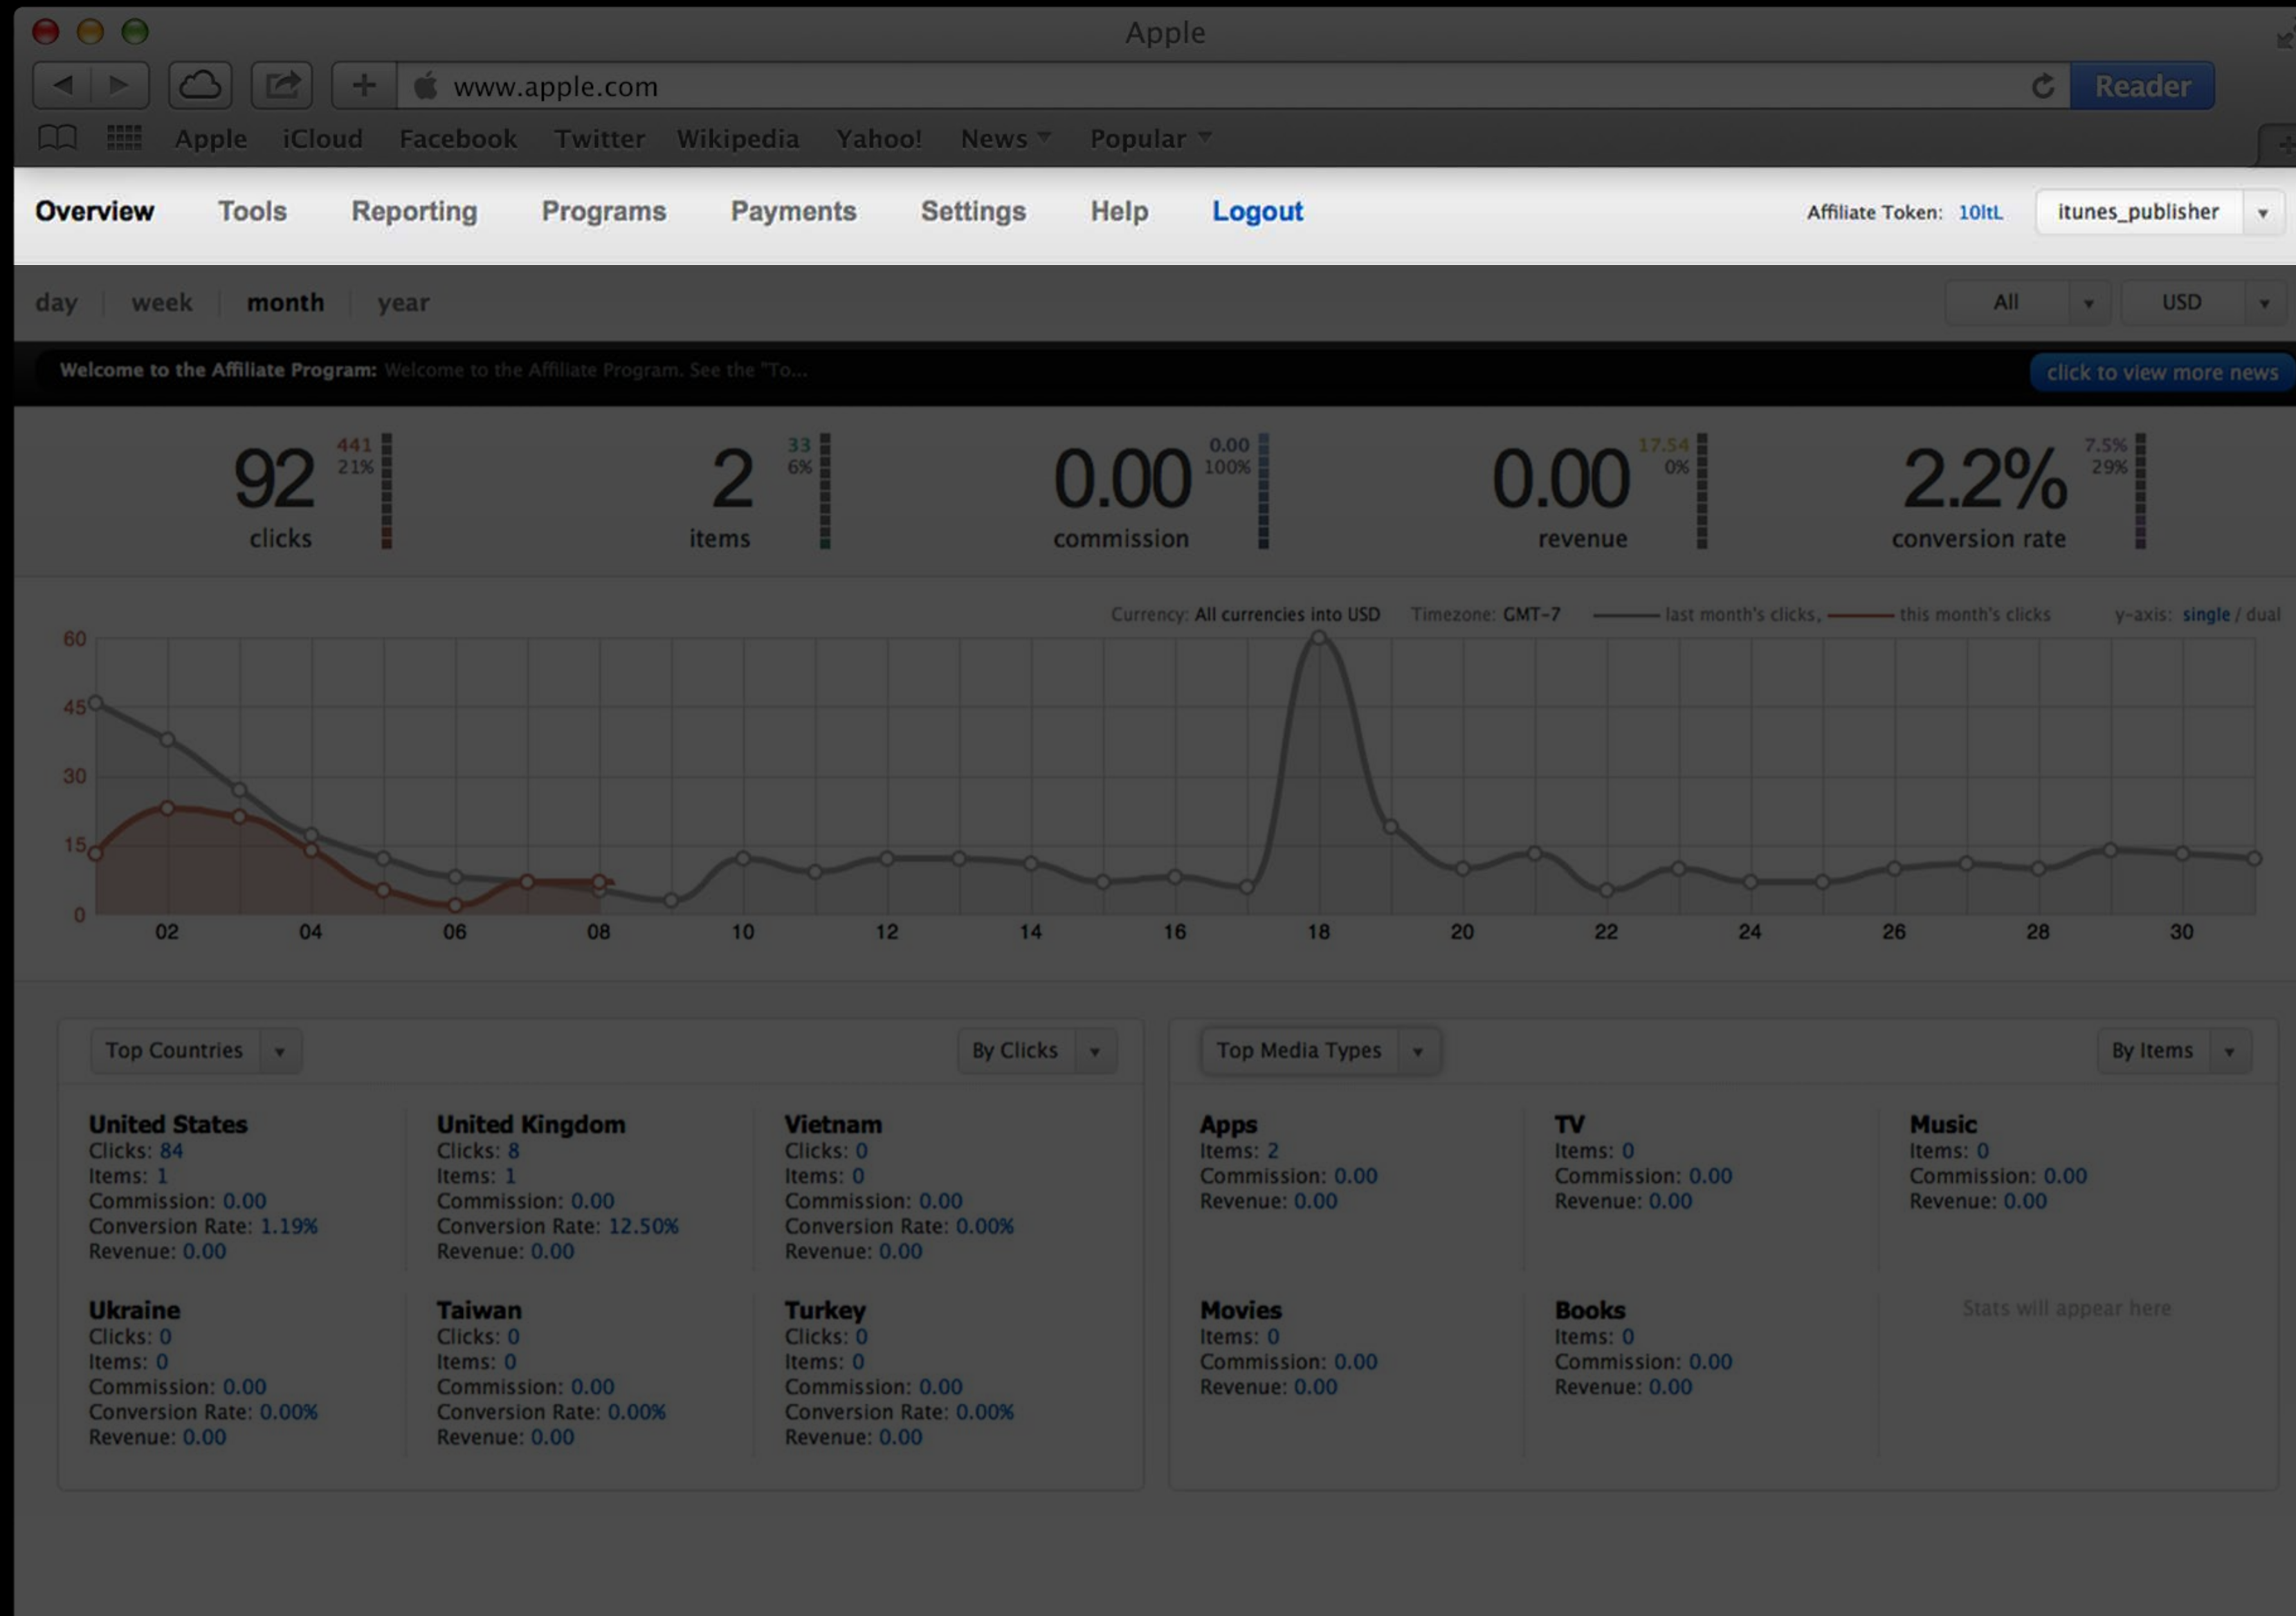 Apple
www.apple.com Reader
Apple iCloud Facebook Twitter Wikipedia Yahoo! News Popular
Overview Tools Reporting Programs Payments Settings Help Logout Affiliate Token: 10ltL itunes_publisher
day week month year All USD
Welcome to the Affiliate Program: Welcome to the Affiliate Program. See the "To... click to view more news
92 441 21% clicks
2 33 6% items
0.00 0.00 100% commission
0.00 17.54 0% revenue
2.2% 7.5% 29% conversion rate
Currency: All currencies into USD Timezone: GMT-7 last month's clicks, this month's clicks y-axis: single / dual
60
45
30
15
0
02 04 06 08 10 12 14 16 18 20 22 24 26 28 30
Top Countries By Clicks
United States
Clicks: 84
Items: 1
Commission: 0.00
Conversion Rate: 1.19%
Revenue: 0.00
United Kingdom
Clicks: 8
Items: 1
Commission: 0.00
Conversion Rate: 12.50%
Revenue: 0.00
Vietnam
Clicks: 0
Items: 0
Commission: 0.00
Conversion Rate: 0.00%
Revenue: 0.00
Ukraine
Clicks: 0
Items: 0
Commission: 0.00
Conversion Rate: 0.00%
Revenue: 0.00
Taiwan
Clicks: 0
Items: 0
Commission: 0.00
Conversion Rate: 0.00%
Revenue: 0.00
Turkey
Clicks: 0
Items: 0
Commission: 0.00
Conversion Rate: 0.00%
Revenue: 0.00
Top Media Types By Items
Apps
Items: 2
Commission: 0.00
Revenue: 0.00
TV
Items: 0
Commission: 0.00
Revenue: 0.00
Music
Items: 0
Commission: 0.00
Revenue: 0.00
Movies
Items: 0
Commission: 0.00
Revenue: 0.00
Books
Items: 0
Commission: 0.00
Revenue: 0.00
Stats will appear here